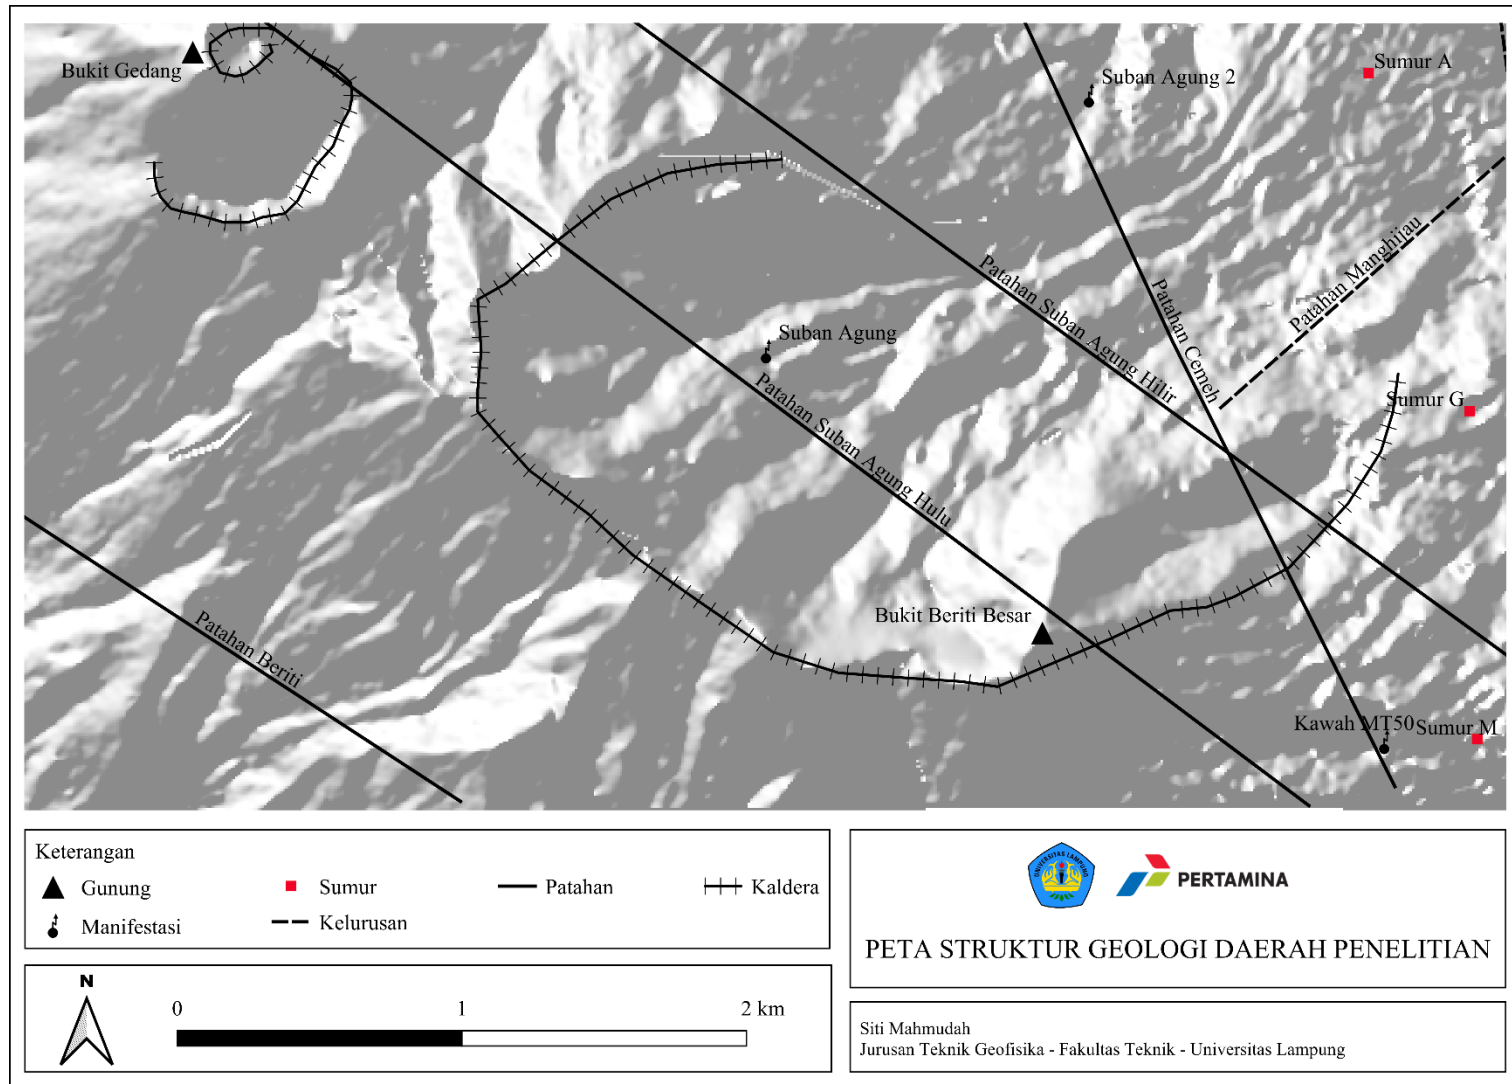 Bukit Gedang
Suban Agung 2
Sumur A
Patahan Manghijau
Patahan Suban Agung Hilir
Patahan Cemeh
Suban Agung
Patahan Suban Agung Hulu
Sumur G
Bukit Beriti Besar
Patahan Beriti
Kawah MT50
Sumur M
Keterangan
Gunung
Sumur
Patahan
Kaldera
Manifestasi
Kelurusan
N
0 1 2 km
UNIVERSITAS LAMPUNG
PERTAMINA
PETA STRUKTUR GEOLOGI DAERAH PENELITIAN
Siti Mahmudah
Jurusan Teknik Geofisika - Fakultas Teknik - Universitas Lampung